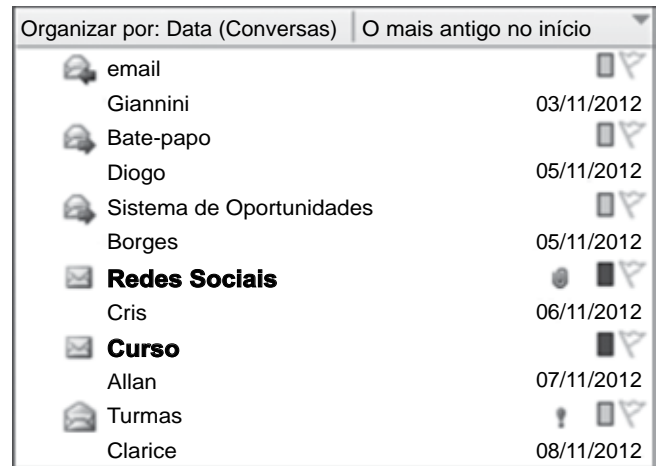 Organizar por: Data (Conversas) O mais antigo no início
email
Giannini 03/11/2012
Bate-papo
Diogo 05/11/2012
Sistema de Oportunidades
Borges 05/11/2012
Redes Sociais
Cris 06/11/2012
Curso
Allan 07/11/2012
Turmas
Clarice 08/11/2012